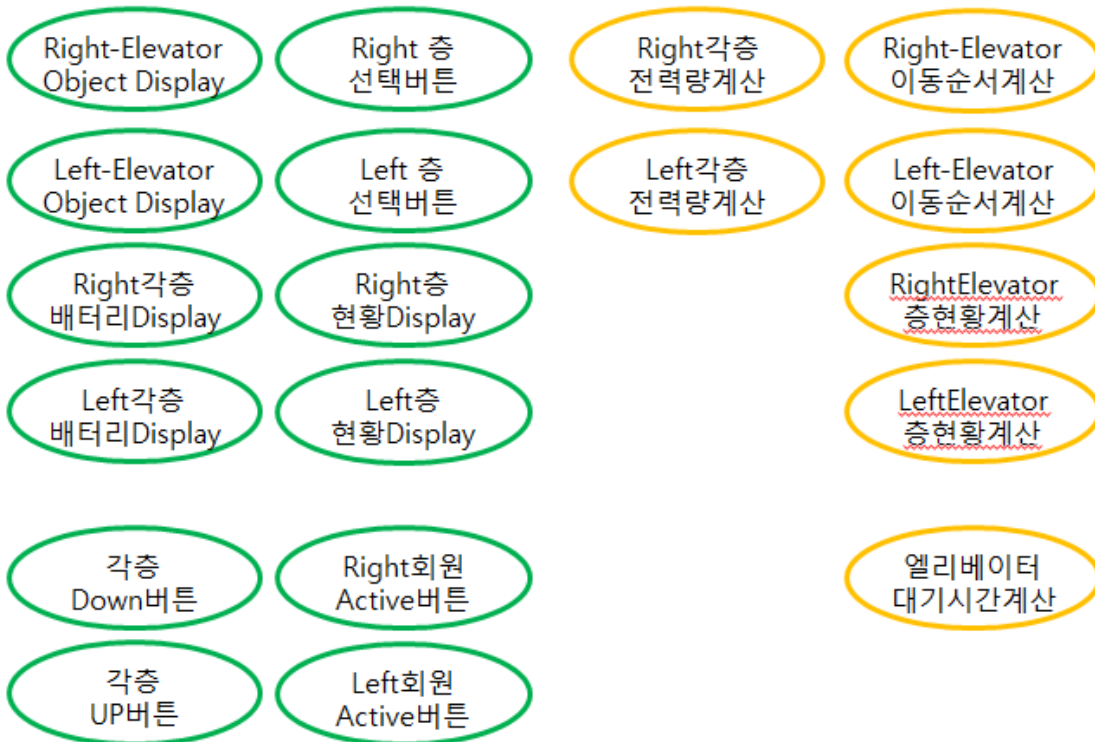 Right-Elevator
Object Display
Right 층
선택버튼
Right각층
전력량계산
Right-Elevator
이동순서계산
Left-Elevator
Object Display
Left 층
선택버튼
Left각층
전력량계산
Left-Elevator
이동순서계산
Right각층
배터리Display
Right층
현황Display
RightElevator
층현황계산
Left각층
배터리Display
Left층
현황Display
LeftElevator
층현황계산
각층
Down버튼
Right회원
Active버튼
엘리베이터
대기시간계산
각층
UP버튼
Left회원
Active버튼